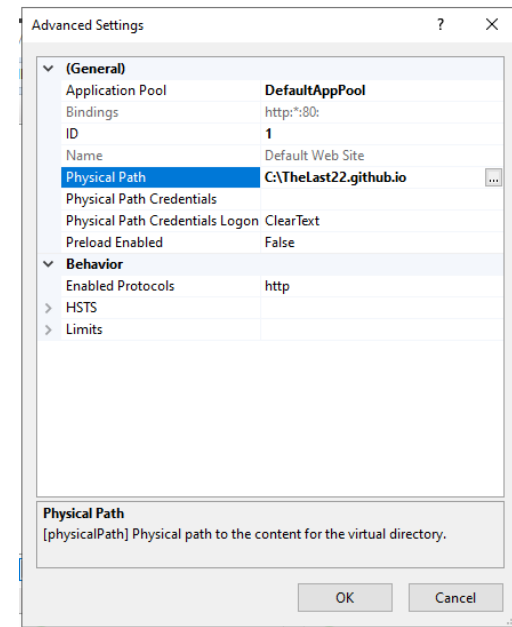 Advanced Settings ? ×
(General)
Application Pool DefaultAppPool
Bindings http:*:80:
ID 1
Name Default Web Site
Physical Path C:\TheLast22.github.io ...
Physical Path Credentials
Physical Path Credentials Logon ClearText
Preload Enabled False
Behavior
Enabled Protocols http
HSTS
Limits
Physical Path
[physicalPath] Physical path to the content for the virtual directory.
OK Cancel